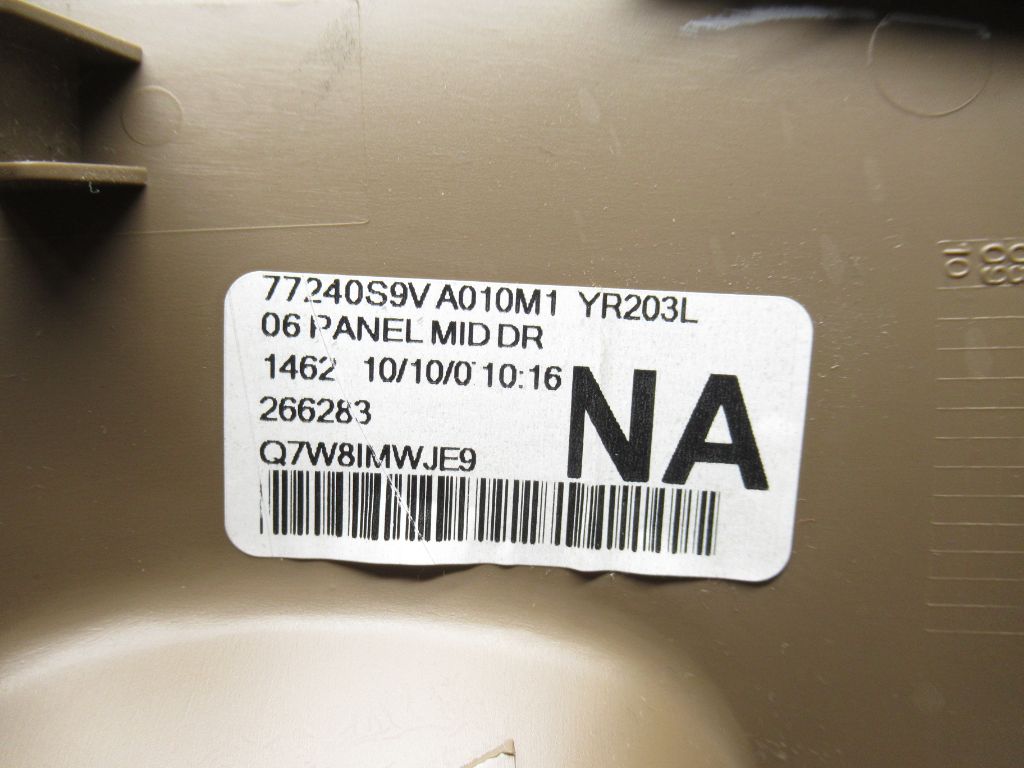 77240S9V A010M1 YR203L
06 PANEL MID DR
1462 10/10/0 10:16
266283
Q7W8IMWJE9
NA